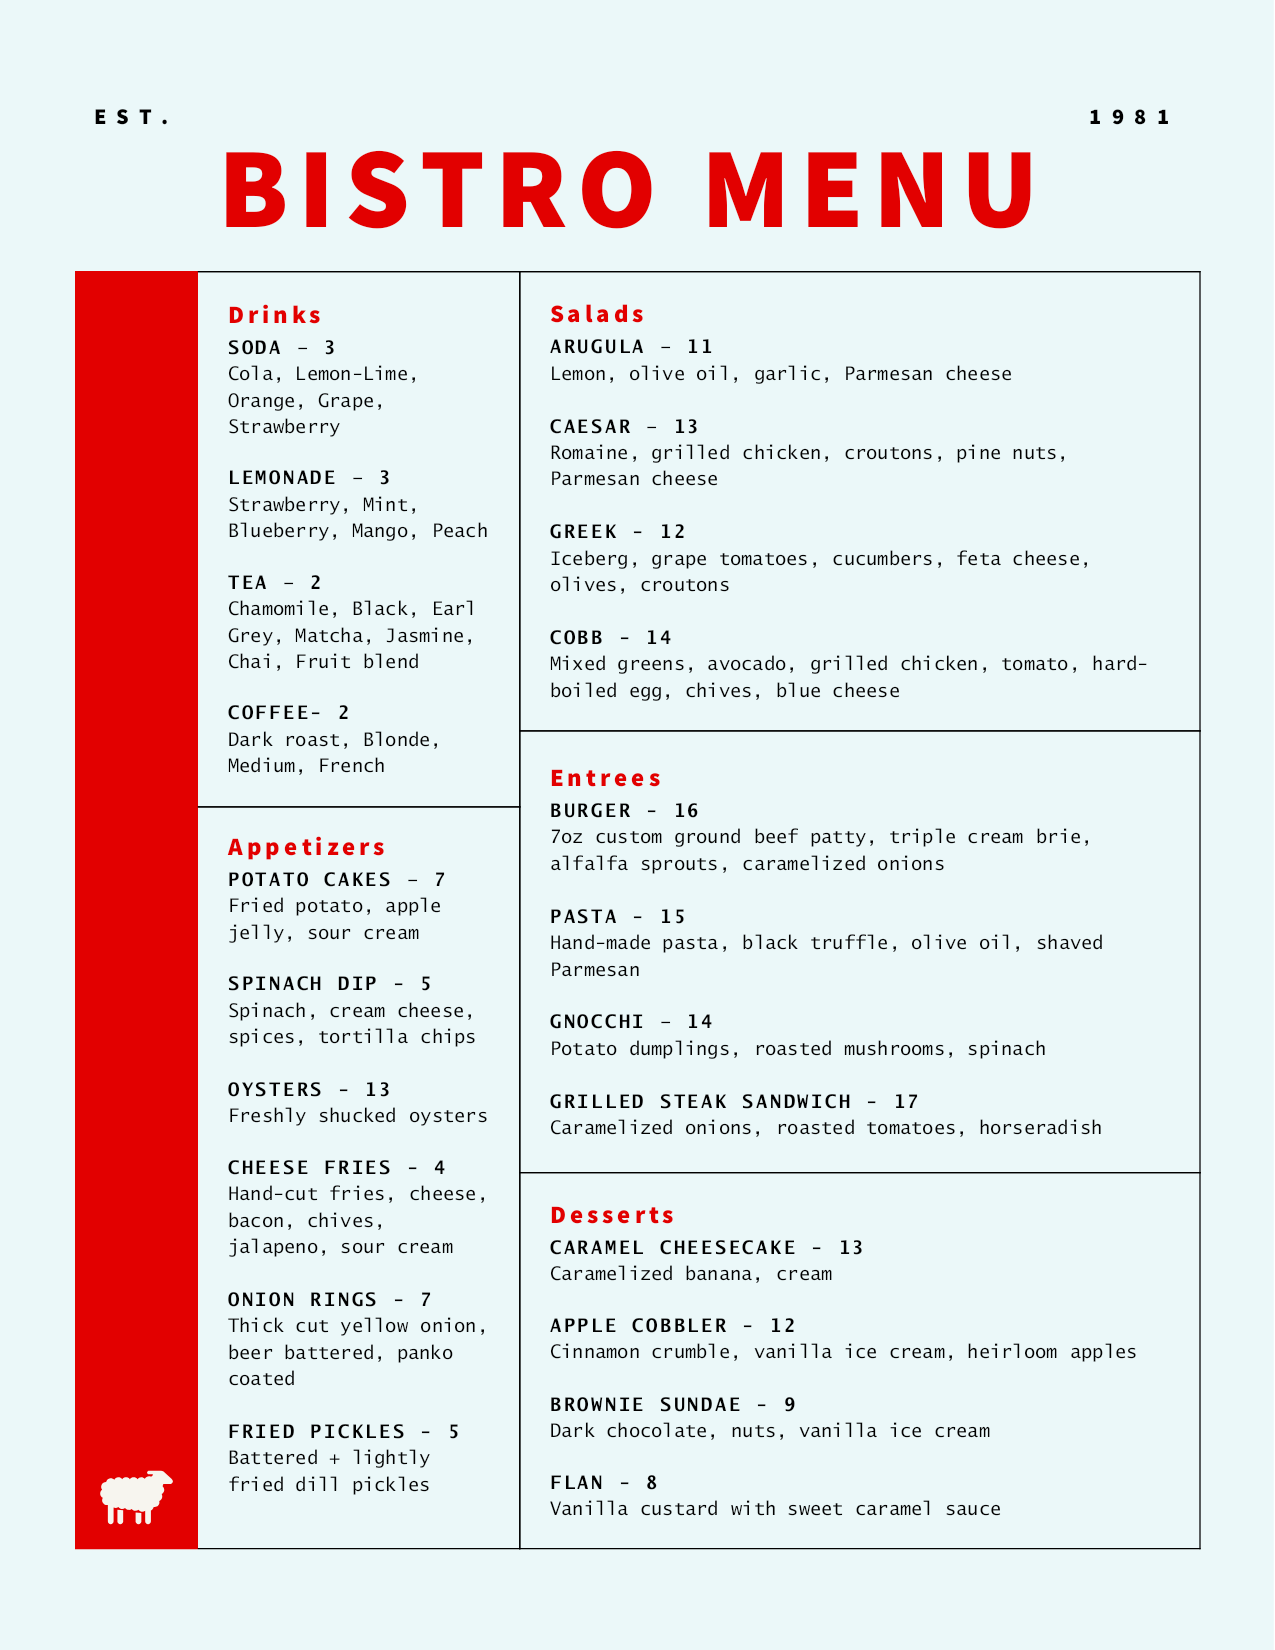 EST.
1981
BISTRO MENU
Drinks
SODA – 3
Cola, Lemon-Lime,
Orange, Grape,
Strawberry
LEMONADE – 3
Strawberry, Mint,
Blueberry, Mango, Peach
TEA – 2
Chamomile, Black, Earl
Grey, Matcha, Jasmine,
Chai, Fruit blend
COFFEE- 2
Dark roast, Blonde,
Medium, French
Appetizers
POTATO CAKES – 7
Fried potato, apple
jelly, sour cream
SPINACH DIP - 5
Spinach, cream cheese,
spices, tortilla chips
OYSTERS - 13
Freshly shucked oysters
CHEESE FRIES - 4
Hand-cut fries, cheese,
bacon, chives,
jalapeno, sour cream
ONION RINGS - 7
Thick cut yellow onion,
beer battered, panko
coated
FRIED PICKLES - 5
Battered + lightly
fried dill pickles
Salads
ARUGULA – 11
Lemon, olive oil, garlic, Parmesan cheese
CAESAR – 13
Romaine, grilled chicken, croutons, pine nuts,
Parmesan cheese
GREEK - 12
Iceberg, grape tomatoes, cucumbers, feta cheese,
olives, croutons
COBB - 14
Mixed greens, avocado, grilled chicken, tomato, hard-
boiled egg, chives, blue cheese
Entrees
BURGER - 16
7oz custom ground beef patty, triple cream brie,
alfalfa sprouts, caramelized onions
PASTA - 15
Hand-made pasta, black truffle, olive oil, shaved
Parmesan
GNOCCHI – 14
Potato dumplings, roasted mushrooms, spinach
GRILLED STEAK SANDWICH - 17
Caramelized onions, roasted tomatoes, horseradish
Desserts
CARAMEL CHEESECAKE - 13
Caramelized banana, cream
APPLE COBBLER - 12
Cinnamon crumble, vanilla ice cream, heirloom apples
BROWNIE SUNDAE - 9
Dark chocolate, nuts, vanilla ice cream
FLAN - 8
Vanilla custard with sweet caramel sauce